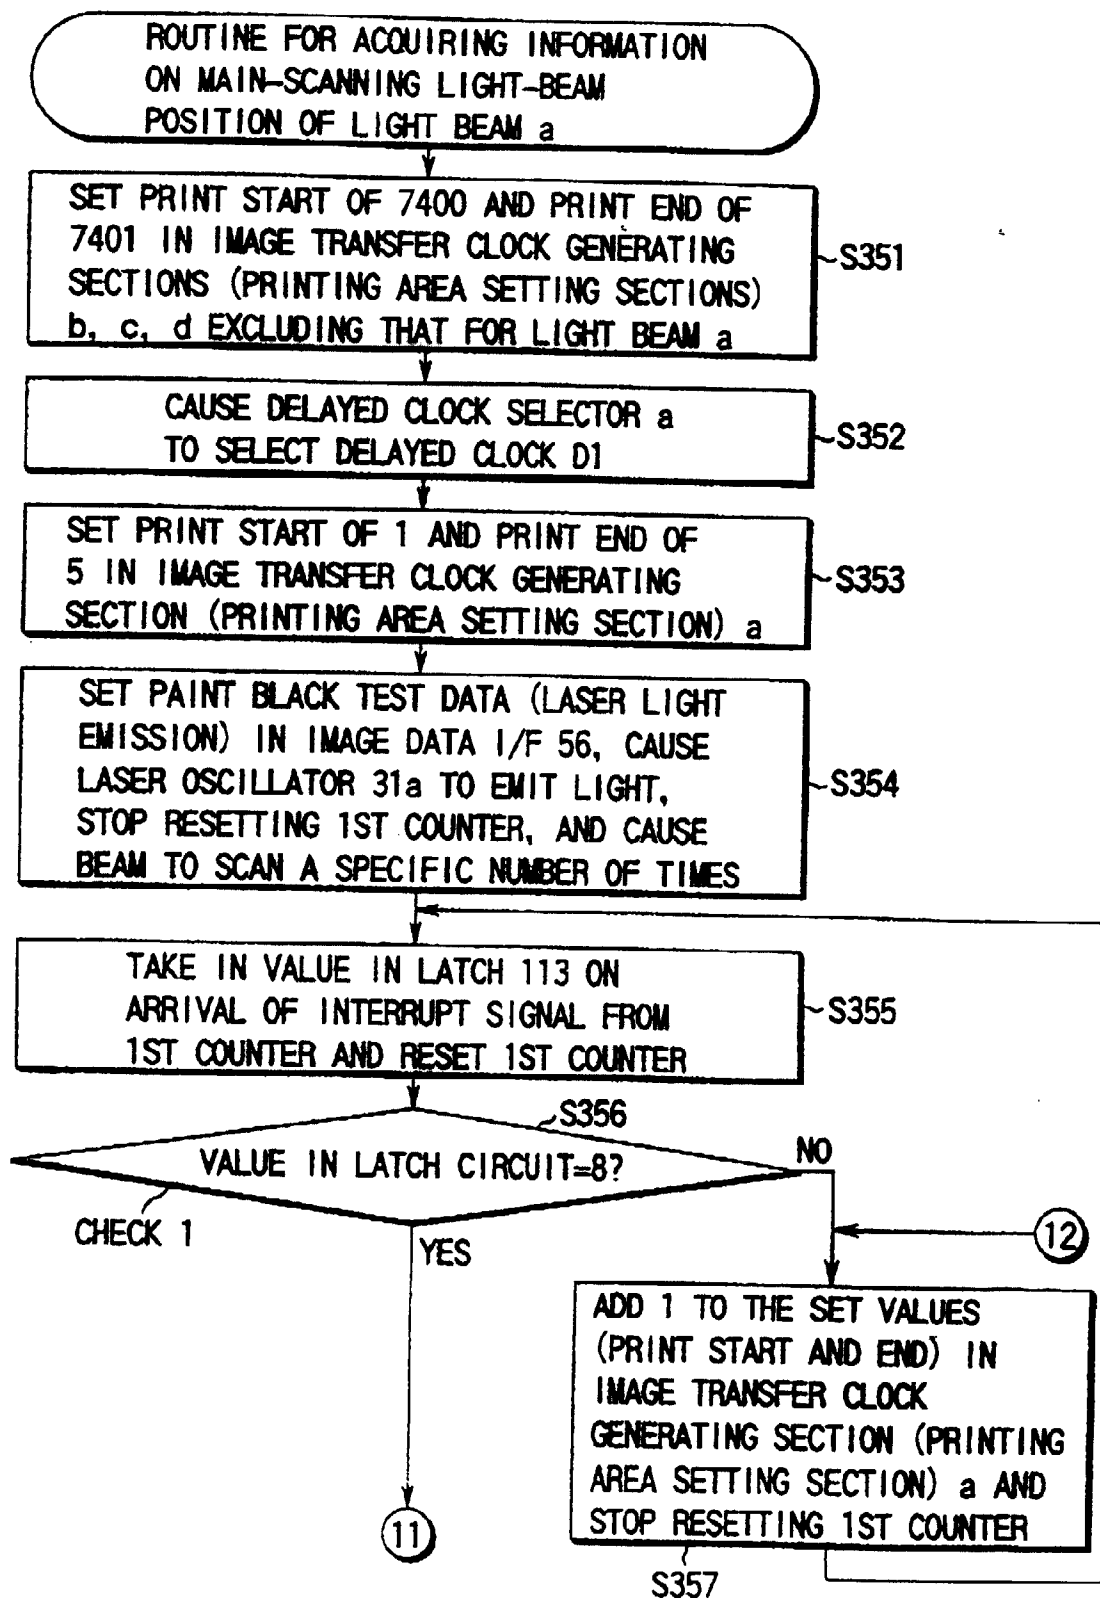 ROUTINE FOR ACQUIRING INFORMATION
ON MAIN-SCANNING LIGHT-BEAM
POSITION OF LIGHT BEAM a
SET PRINT START OF 7400 AND PRINT END OF
7401 IN IMAGE TRANSFER CLOCK GENERATING
SECTIONS (PRINTING AREA SETTING SECTIONS)
b, c, d EXCLUDING THAT FOR LIGHT BEAM a
S351
CAUSE DELAYED CLOCK SELECTOR a
TO SELECT DELAYED CLOCK D1
S352
SET PRINT START OF 1 AND PRINT END OF
5 IN IMAGE TRANSFER CLOCK GENERATING
SECTION (PRINTING AREA SETTING SECTION) a
S353
SET PAINT BLACK TEST DATA (LASER LIGHT
EMISSION) IN IMAGE DATA I/F 56, CAUSE
LASER OSCILLATOR 31a TO EMIT LIGHT,
STOP RESETTING 1ST COUNTER, AND CAUSE
BEAM TO SCAN A SPECIFIC NUMBER OF TIMES
S354
TAKE IN VALUE IN LATCH 113 ON
ARRIVAL OF INTERRUPT SIGNAL FROM
1ST COUNTER AND RESET 1ST COUNTER
S355
S356
VALUE IN LATCH CIRCUIT=8?
NO
CHECK 1
YES
12
ADD 1 TO THE SET VALUES
(PRINT START AND END) IN
IMAGE TRANSFER CLOCK
GENERATING SECTION (PRINTING
AREA SETTING SECTION) a AND
STOP RESETTING 1ST COUNTER
11
S357